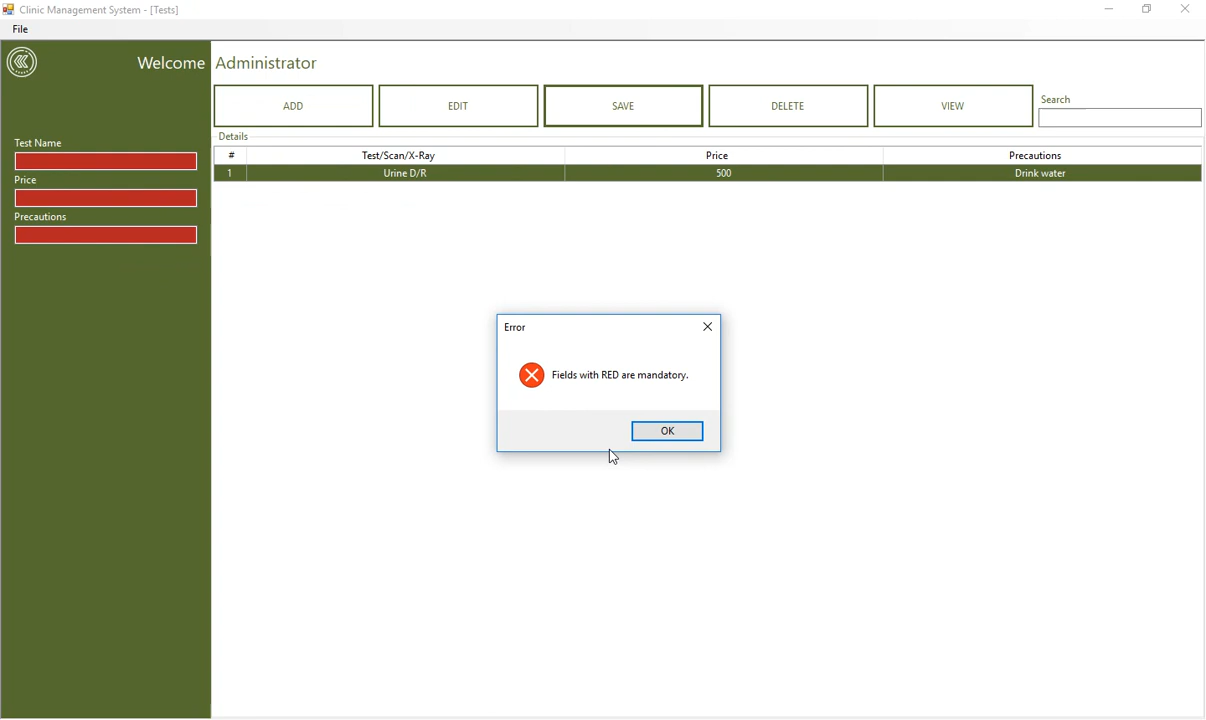 Clinic Management System - [Tests]
File
Welcome Administrator
ADD EDIT SAVE DELETE VIEW
Search
Details
Test Name
Price
Precautions
# Test/Scan/X-Ray Price Precautions
1 Urine D/R 500 Drink water
Error
Fields with RED are mandatory.
OK